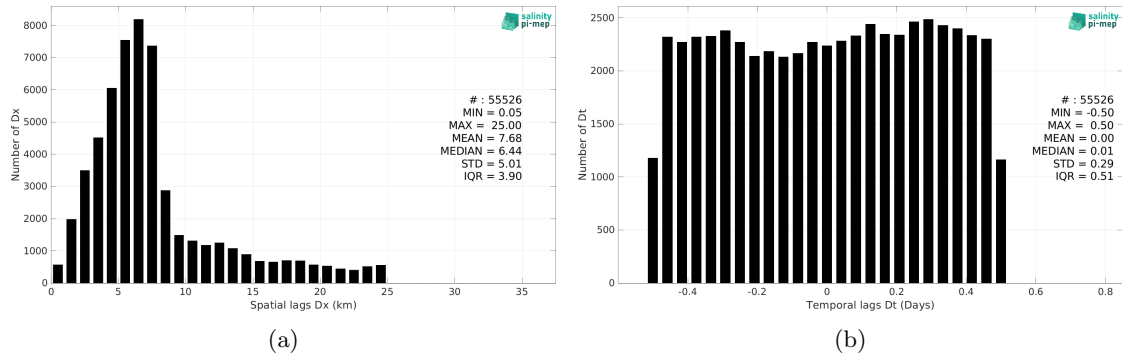 8000
7000
6000
5000
4000
3000
2000
1000
0
Number of Dx
salinity
pi-mep
# : 55526
MIN = 0.05
MAX = 25.00
MEAN = 7.68
MEDIAN = 6.44
STD = 5.01
IQR = 3.90
0 5 10 15 20 25 30 35
Spatial lags Dx (km)
(a)
2500
2000
1500
1000
500
0
Number of Dt
salinity
pi-mep
# : 55526
MIN = -0.50
MAX = 0.50
MEAN = 0.00
MEDIAN = 0.01
STD = 0.29
IQR = 0.51
-0.4 -0.2 0 0.2 0.4 0.6 0.8
Temporal lags Dt (Days)
(b)